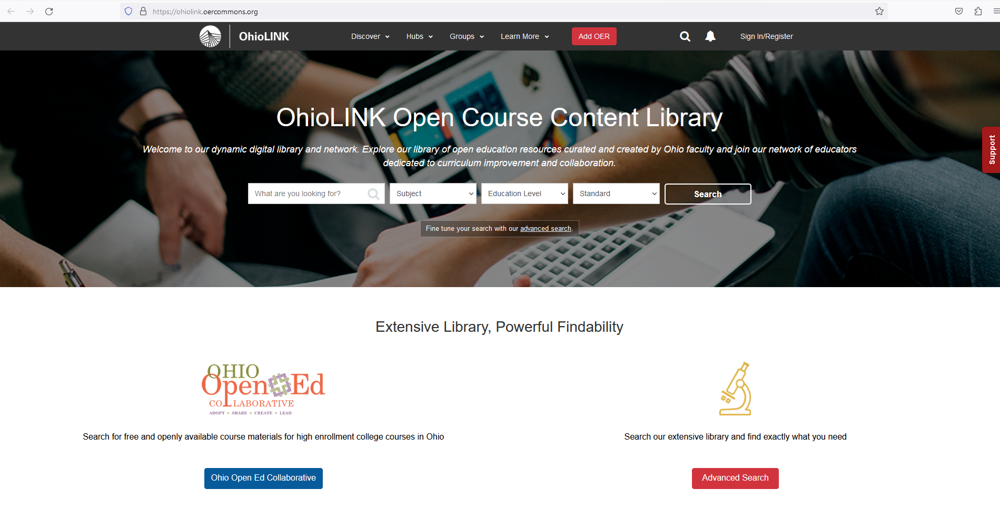 https://ohiolink.oercommons.org
OhioLINK
Discover
Hubs
Groups
Learn More
Add OER
Sign In/Register
OhioLINK Open Course Content Library
Welcome to our dynamic digital library and network. Explore our library of open education resources curated and created by Ohio faculty and join our network of educators
dedicated to curriculum improvement and collaboration.
Support
What are you looking for?
Subject
Education Level
Standard
Search
Fine tune your search with our advanced search.
Extensive Library, Powerful Findability
OHIO
Open Ed
COLLABORATIVE
ADOPT + SHARE + CREATE + LEAD
Search for free and openly available course materials for high enrollment college courses in Ohio
Search our extensive library and find exactly what you need
Ohio Open Ed Collaborative
Advanced Search